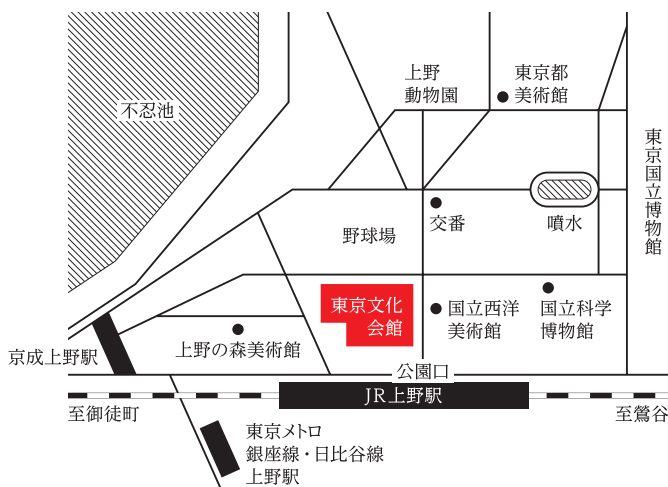 上野
動物園
東京都
美術館
不忍池
東京国立博物館
野球場
交番
噴水
東京文化
会館
国立西洋
美術館
国立科学
博物館
京成上野駅
上野の森美術館
公園口
JR上野駅
至御徒町
至鶯谷
東京メトロ
銀座線・日比谷線
上野駅